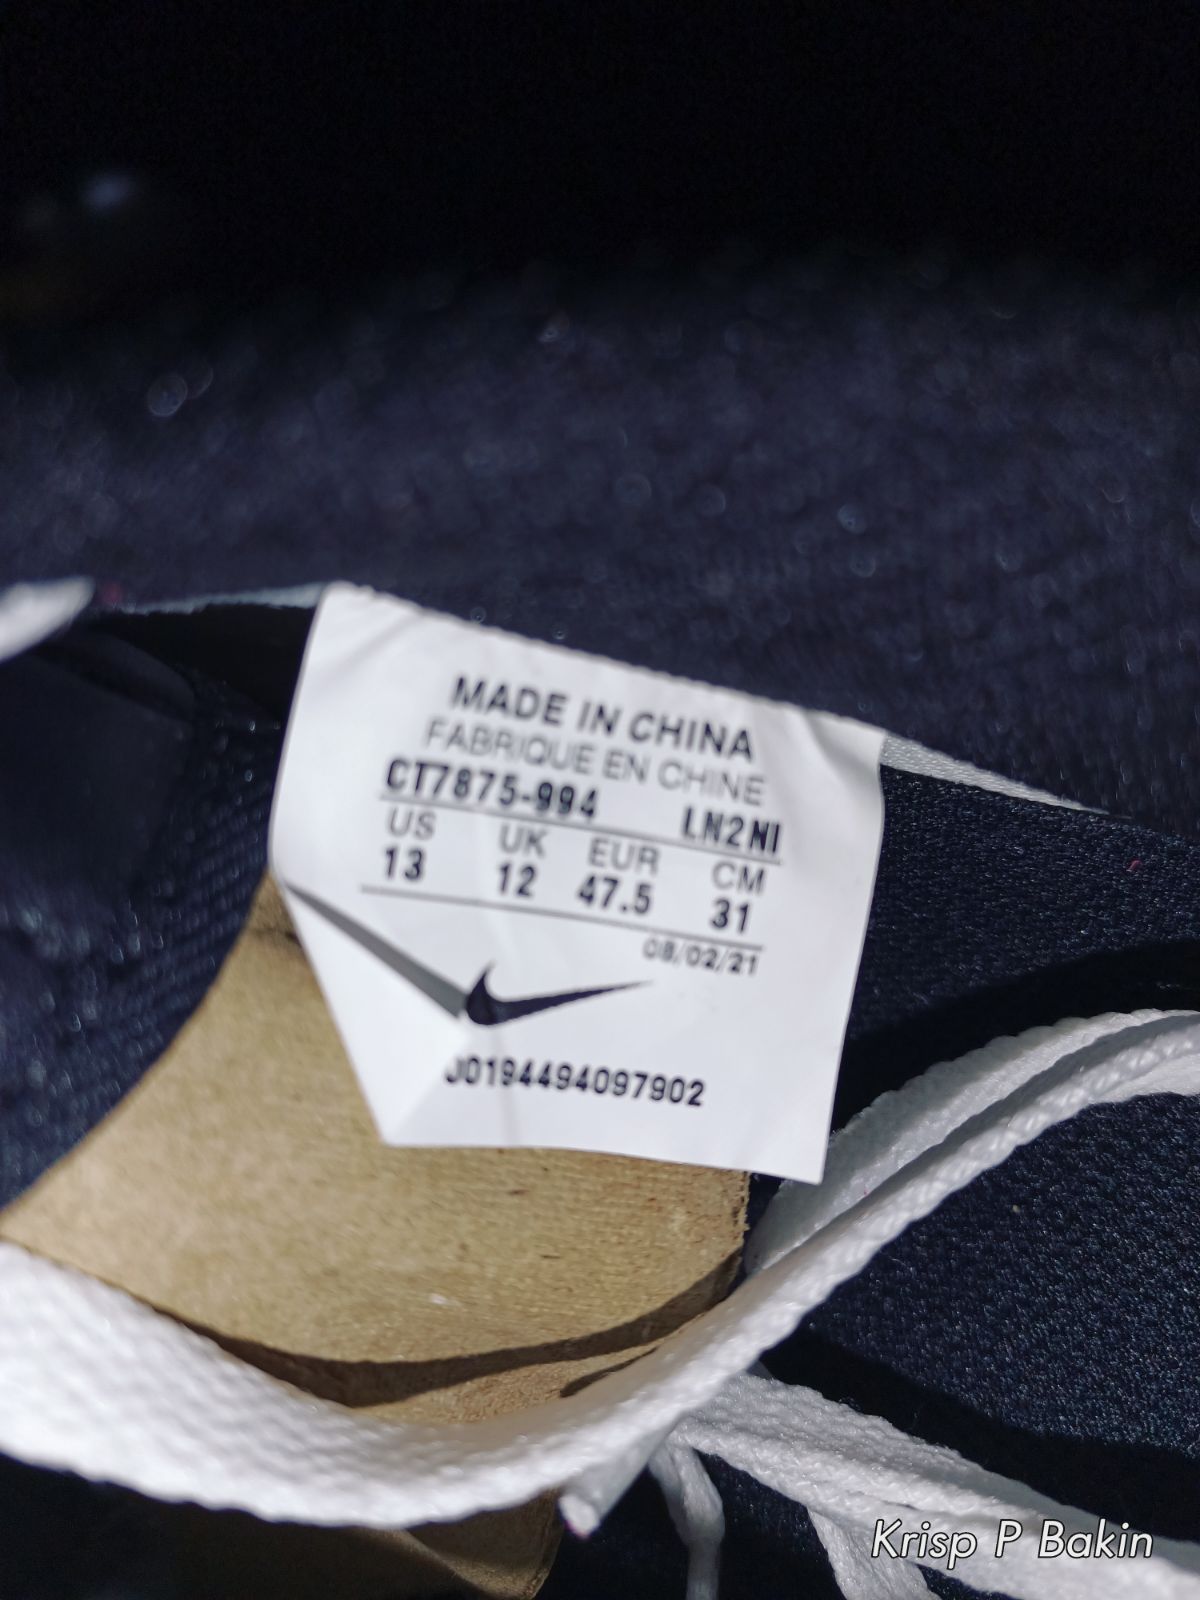 MADE IN CHINA
FABRIQUE EN CHINE
CT7875-994 LN2NI
US UK EUR CM
13 12 47.5 31
08/02/21
00194494097902
Krisp P Bakin